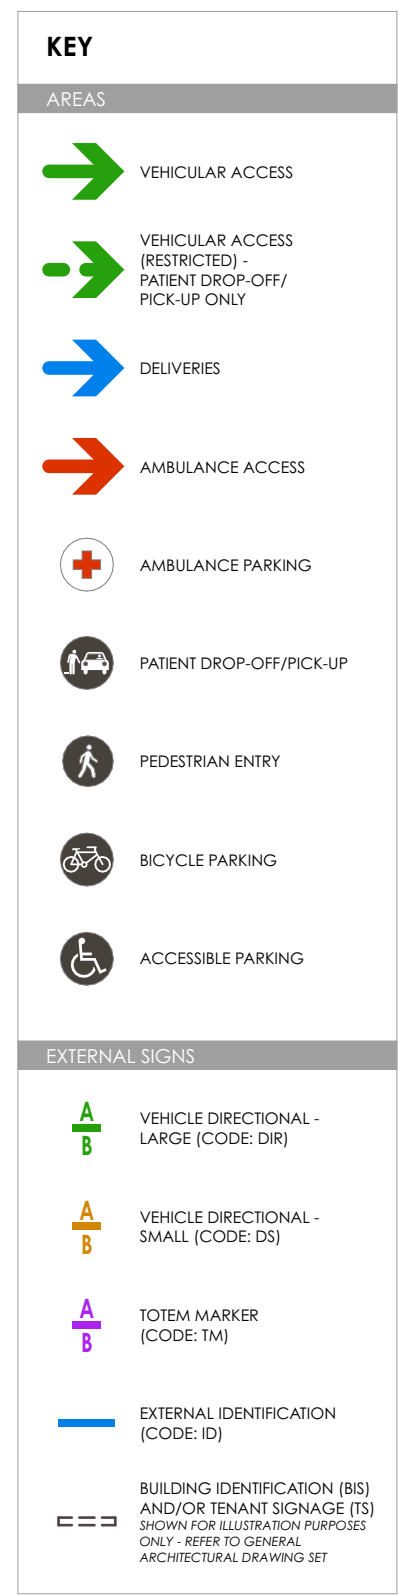 KEY
AREAS
VEHICULAR ACCESS
VEHICULAR ACCESS
(RESTRICTED) -
PATIENT DROP-OFF/
PICK-UP ONLY
DELIVERIES
AMBULANCE ACCESS
AMBULANCE PARKING
PATIENT DROP-OFF/PICK-UP
PEDESTRIAN ENTRY
BICYCLE PARKING
ACCESSIBLE PARKING
EXTERNAL SIGNS
A
B
VEHICLE DIRECTIONAL -
LARGE (CODE: DIR)
A
B
VEHICLE DIRECTIONAL -
SMALL (CODE: DS)
A
B
TOTEM MARKER
(CODE: TM)
EXTERNAL IDENTIFICATION
(CODE: ID)
BUILDING IDENTIFICATION (BIS)
AND/OR TENANT SIGNAGE (TS)
SHOWN FOR ILLUSTRATION PURPOSES
ONLY - REFER TO GENERAL
ARCHITECTURAL DRAWING SET